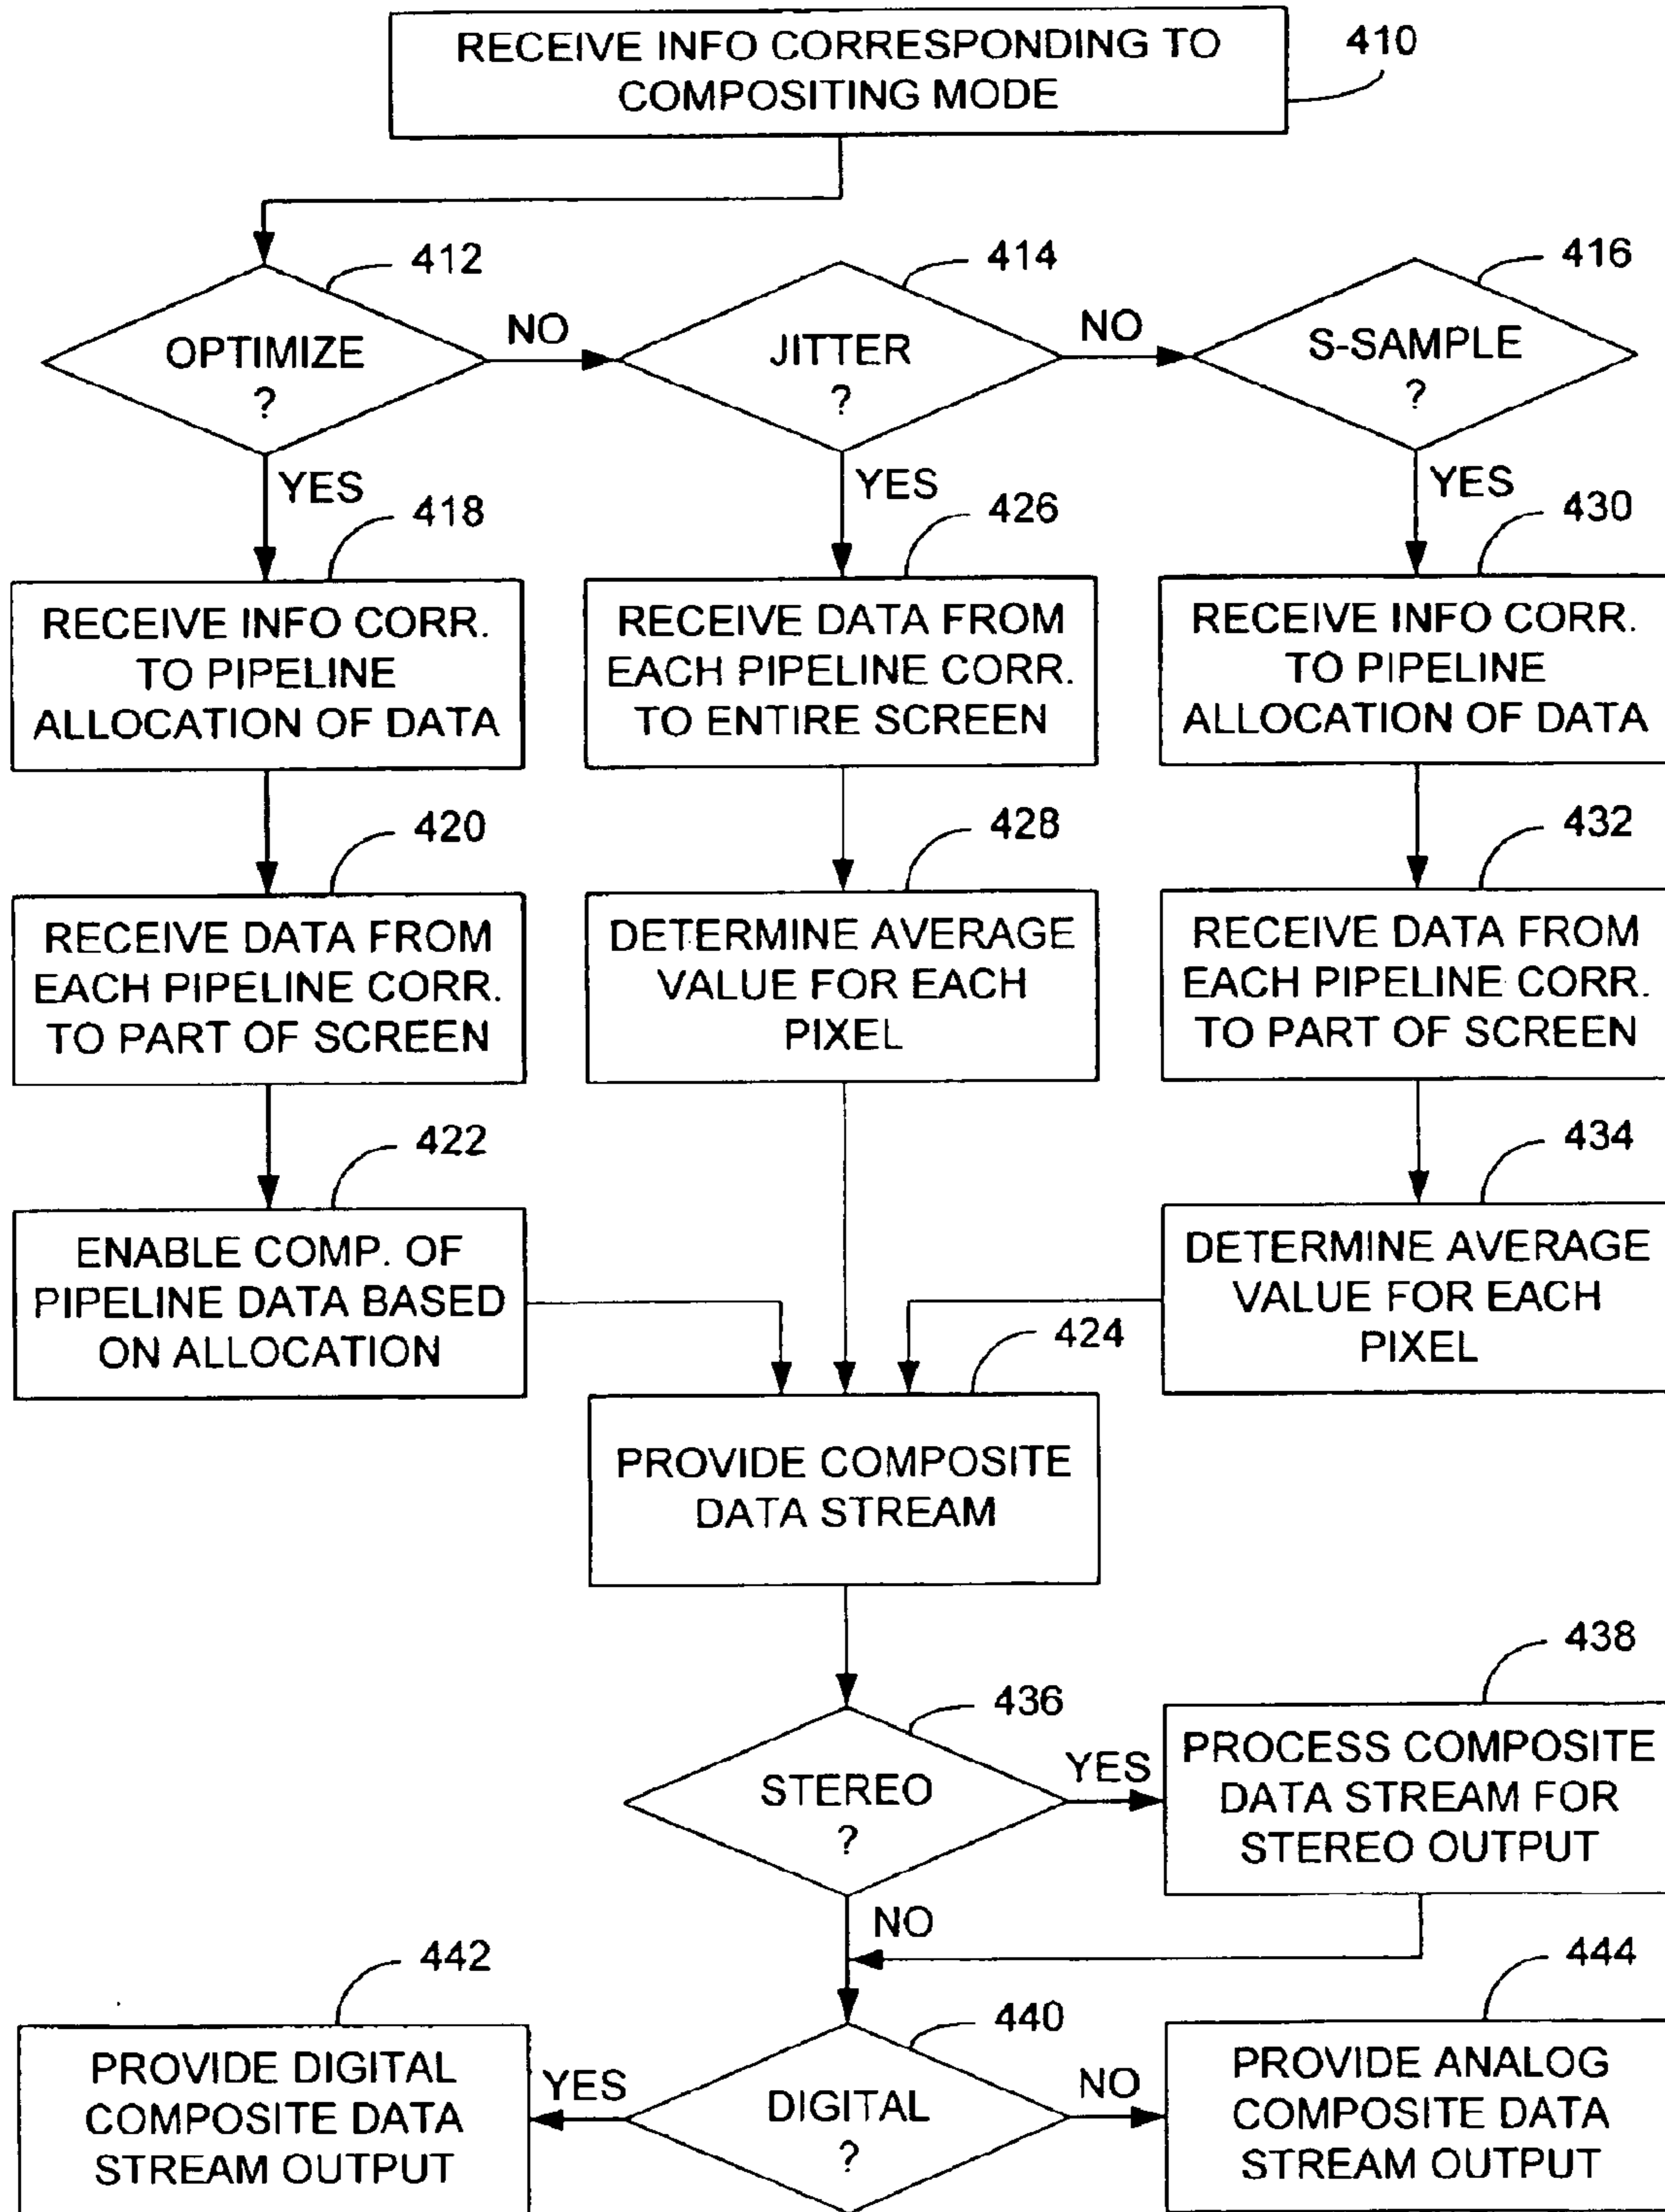 RECEIVE INFO CORRESPONDING TO
COMPOSITING MODE
410
412
OPTIMIZE
?
NO
414
JITTER
?
NO
416
S-SAMPLE
?
YES
418
YES
426
YES
430
RECEIVE INFO CORR.
TO PIPELINE
ALLOCATION OF DATA
RECEIVE DATA FROM
EACH PIPELINE CORR.
TO ENTIRE SCREEN
RECEIVE INFO CORR.
TO PIPELINE
ALLOCATION OF DATA
420
428
432
RECEIVE DATA FROM
EACH PIPELINE CORR.
TO PART OF SCREEN
DETERMINE AVERAGE
VALUE FOR EACH
PIXEL
RECEIVE DATA FROM
EACH PIPELINE CORR.
TO PART OF SCREEN
422
434
ENABLE COMP. OF
PIPELINE DATA BASED
ON ALLOCATION
DETERMINE AVERAGE
VALUE FOR EACH
PIXEL
424
PROVIDE COMPOSITE
DATA STREAM
436
STEREO
?
YES
438
PROCESS COMPOSITE
DATA STREAM FOR
STEREO OUTPUT
NO
442
440
444
PROVIDE DIGITAL
COMPOSITE DATA
STREAM OUTPUT
YES
DIGITAL
?
NO
PROVIDE ANALOG
COMPOSITE DATA
STREAM OUTPUT